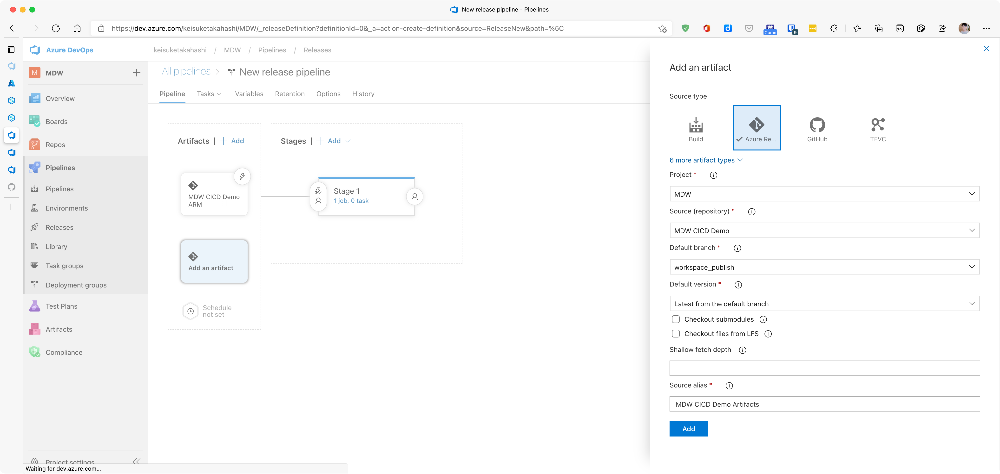 New release pipeline - Pipelines
https://dev.azure.com/keisuketakahashi/MDW/_releaseDefinition?definitionId=0&_a=action-create-definition&source=ReleaseNew&path=%5C
Comn
9
Azure DevOps
keisuketakahashi / MDW / Pipelines / Releases
M MDW
Overview
Boards
Repos
Pipelines
Pipelines
Environments
Releases
Library
Task groups
Deployment groups
Test Plans
Artifacts
Compliance
Project settings
Waiting for dev.azure.com...
All pipelines > New release pipeline
Pipeline Tasks Variables Retention Options History
Artifacts | + Add
MDW CICD Demo
ARM
Add an artifact
Schedule
not set
Stages | + Add
Stage 1
1 job, 0 task
Add an artifact
Source type
Build
Azure Re...
GitHub
TFVC
6 more artifact types
Project *
MDW
Source (repository) *
MDW CICD Demo
Default branch *
workspace_publish
Default version *
Latest from the default branch
Checkout submodules
Checkout files from LFS
Shallow fetch depth
Source alias *
MDW CICD Demo Artifacts
Add